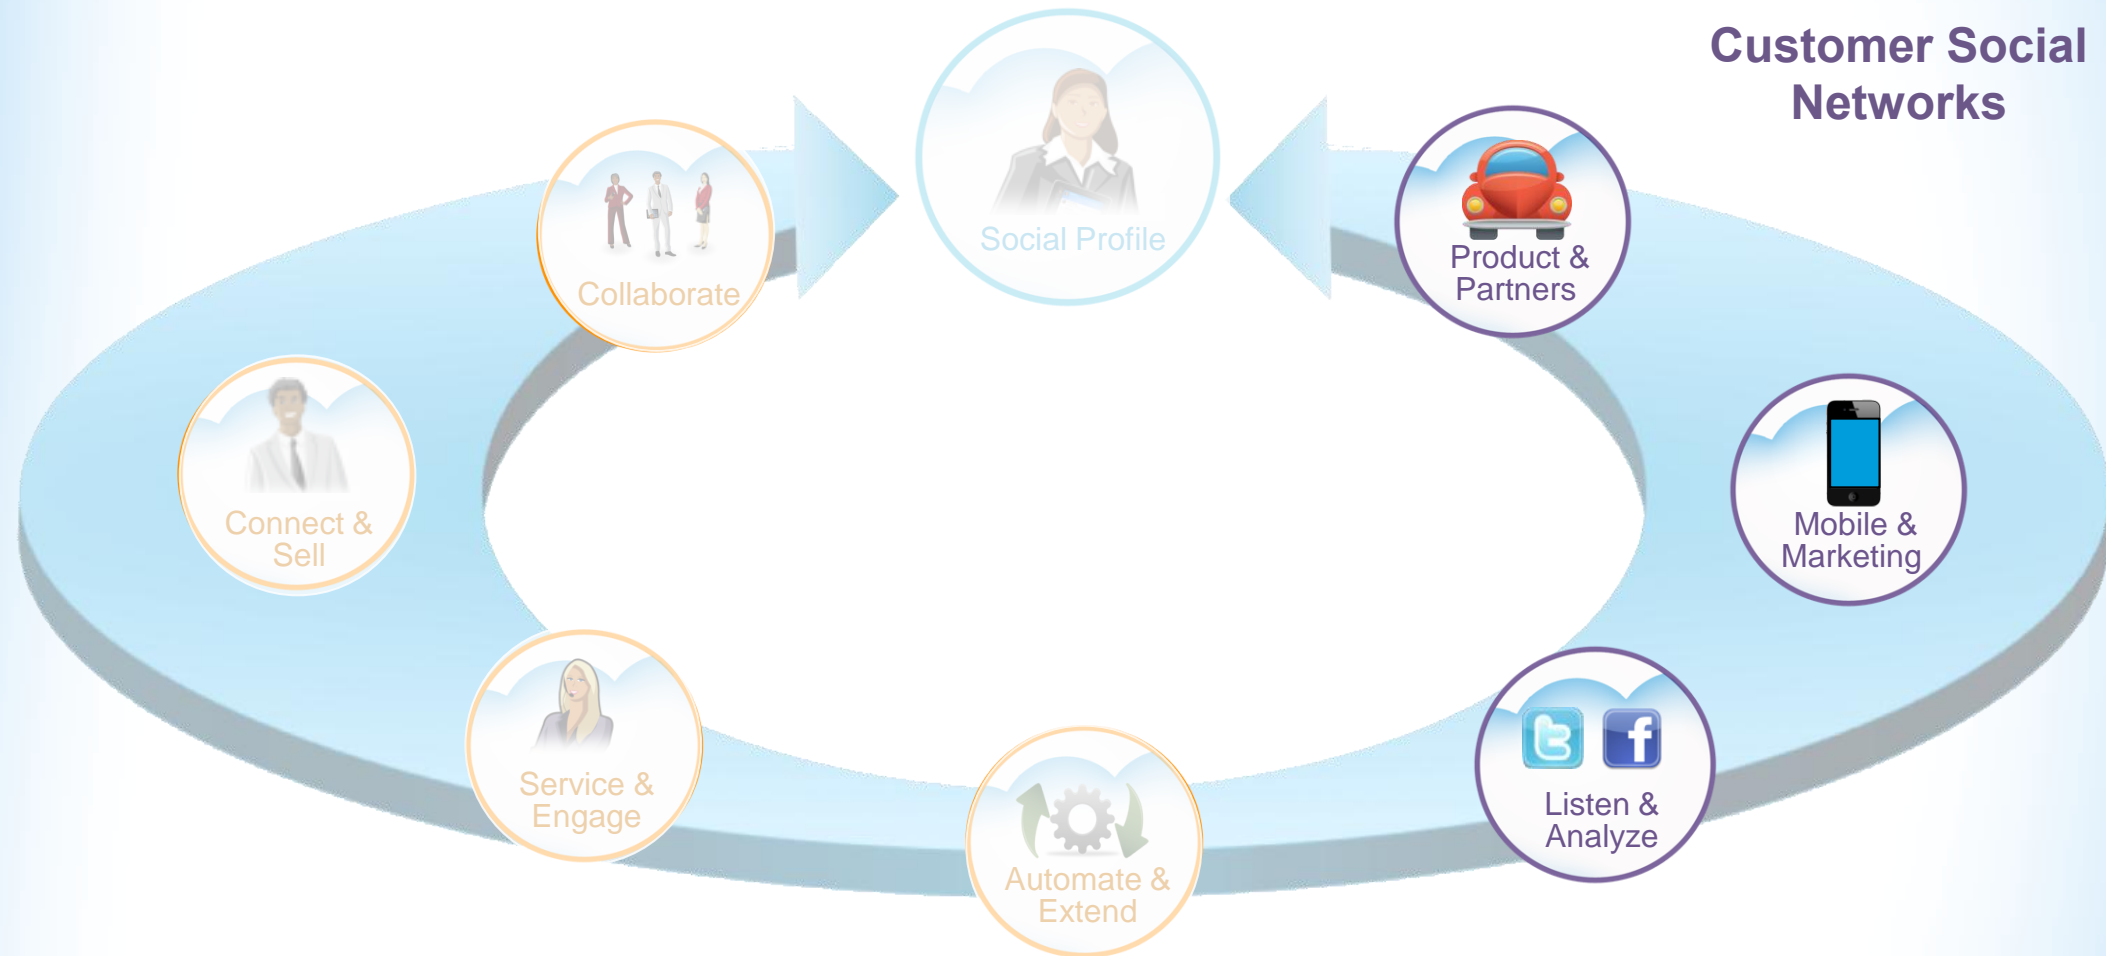 Customer Social
Networks
Social Profile
Collaborate
Product &
Partners
Connect &
Sell
Mobile &
Marketing
Service &
Engage
Listen &
Analyze
Automate &
Extend